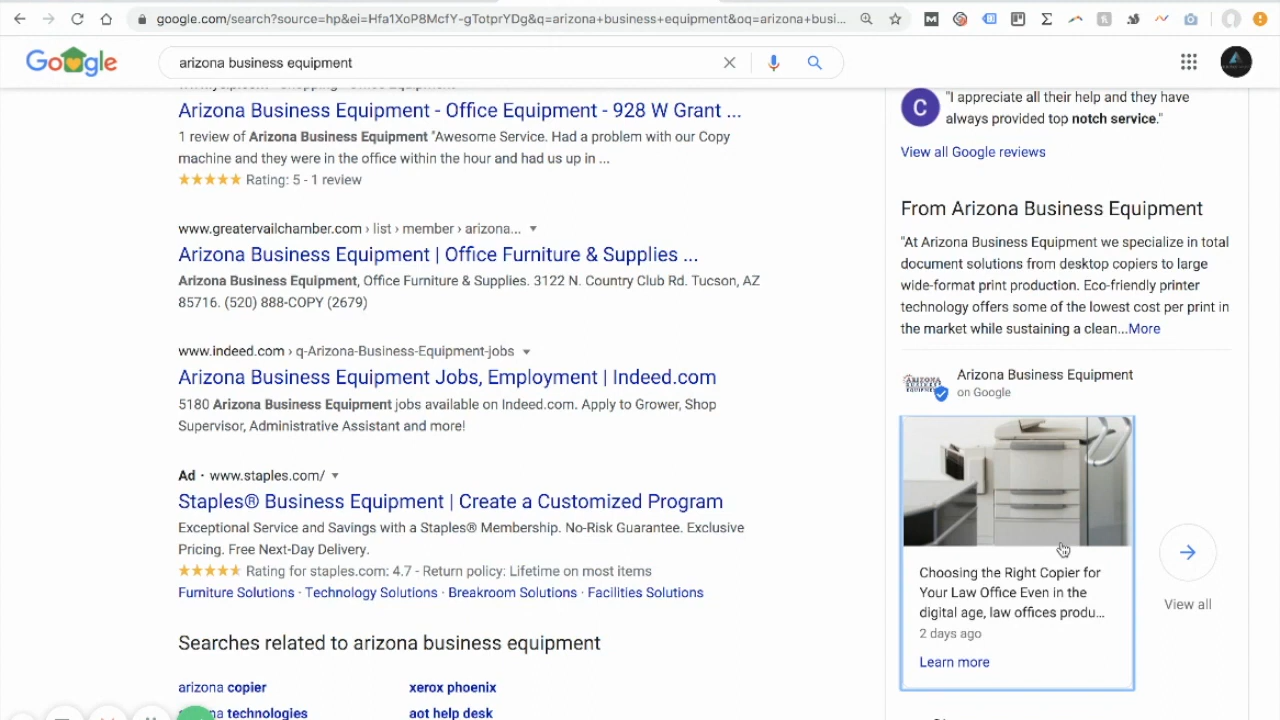 google.com/search?source=hp&ei=Hfa1XoP8McfY-gTotprYDg&q=arizona+business+equipment&oq=arizona+busi...
Google
arizona business equipment
Arizona Business Equipment - Office Equipment - 928 W Grant ...
1 review of Arizona Business Equipment "Awesome Service. Had a problem with our Copy
machine and they were in the office within the hour and had us up in ...
Rating: 5 - 1 review
www.greatervailchamber.com › list › member › arizona...
Arizona Business Equipment | Office Furniture & Supplies ...
Arizona Business Equipment, Office Furniture & Supplies. 3122 N. Country Club Rd. Tucson, AZ
85716. (520) 888-COPY (2679)
www.indeed.com › q-Arizona-Business-Equipment-jobs
Arizona Business Equipment Jobs, Employment | Indeed.com
5180 Arizona Business Equipment jobs available on Indeed.com. Apply to Grower, Shop
Supervisor, Administrative Assistant and more!
Ad · www.staples.com/
Staples® Business Equipment | Create a Customized Program
Exceptional Service and Savings with a Staples® Membership. No-Risk Guarantee. Exclusive
Pricing. Free Next-Day Delivery.
Rating for staples.com: 4.7 - Return policy: Lifetime on most items
Furniture Solutions · Technology Solutions · Breakroom Solutions · Facilities Solutions
Searches related to arizona business equipment
arizona copier
xerox phoenix
technologies
aot help desk
C
"I appreciate all their help and they have
always provided top notch service."
View all Google reviews
From Arizona Business Equipment
"At Arizona Business Equipment we specialize in total
document solutions from desktop copiers to large
wide-format print production. Eco-friendly printer
technology offers some of the lowest cost per print in
the market while sustaining a clean...More
Arizona Business Equipment
on Google
Choosing the Right Copier for
Your Law Office Even in the
digital age, law offices produ...
2 days ago
Learn more
View all